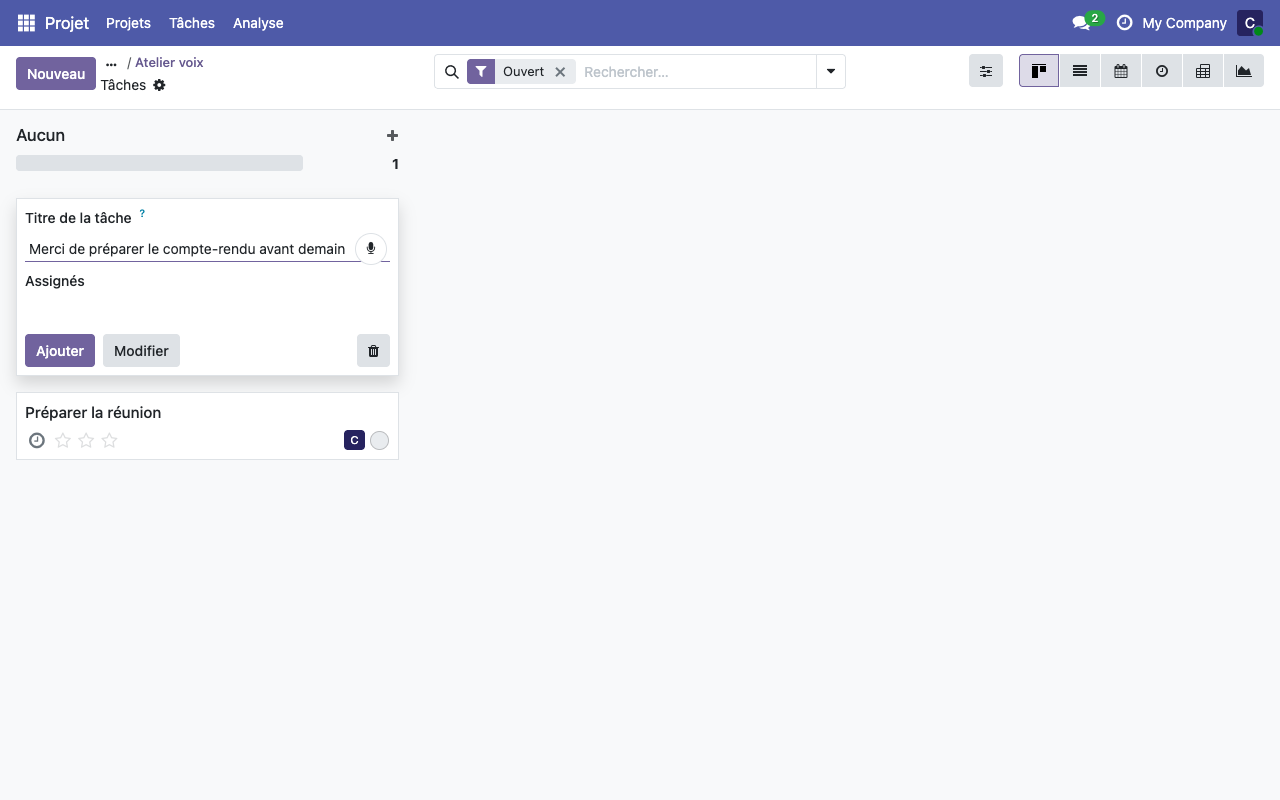 Projet Projets Tâches Analyse 2 My Company C
Nouveau ... / Atelier voix
Tâches
Ouvert Rechercher...
Aucun
1
Titre de la tâche ?
Merci de préparer le compte-rendu avant demain
Assignés
Ajouter Modifier
Préparer la réunion
C